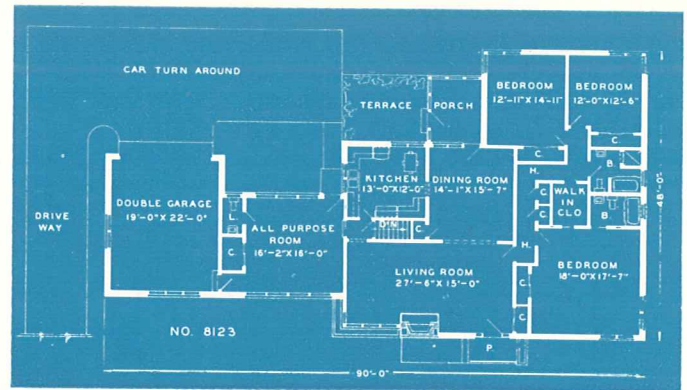 CAR TURN AROUND
TERRACE
PORCH
BEDROOM
12'-11" X 14'-11"
BEDROOM
12'-0" X 12'-6"
C.
C.
B.
H.
KITCHEN
13'-0" X 12'-0"
DINING ROOM
14'-1" X 15'-7"
DOUBLE GARAGE
19'-0" X 22'-0"
L.
C.
WALK
IN
CLO
C.
C.
B.
48'-0"
DRIVE
WAY
ALL PURPOSE
ROOM
16'-2" X 16'-0"
D'N
C.
H.
C.
LIVING ROOM
27'-6" X 15'-0"
BEDROOM
18'-0" X 17'-7"
C.
C.
NO. 8123
P.
90'-0"